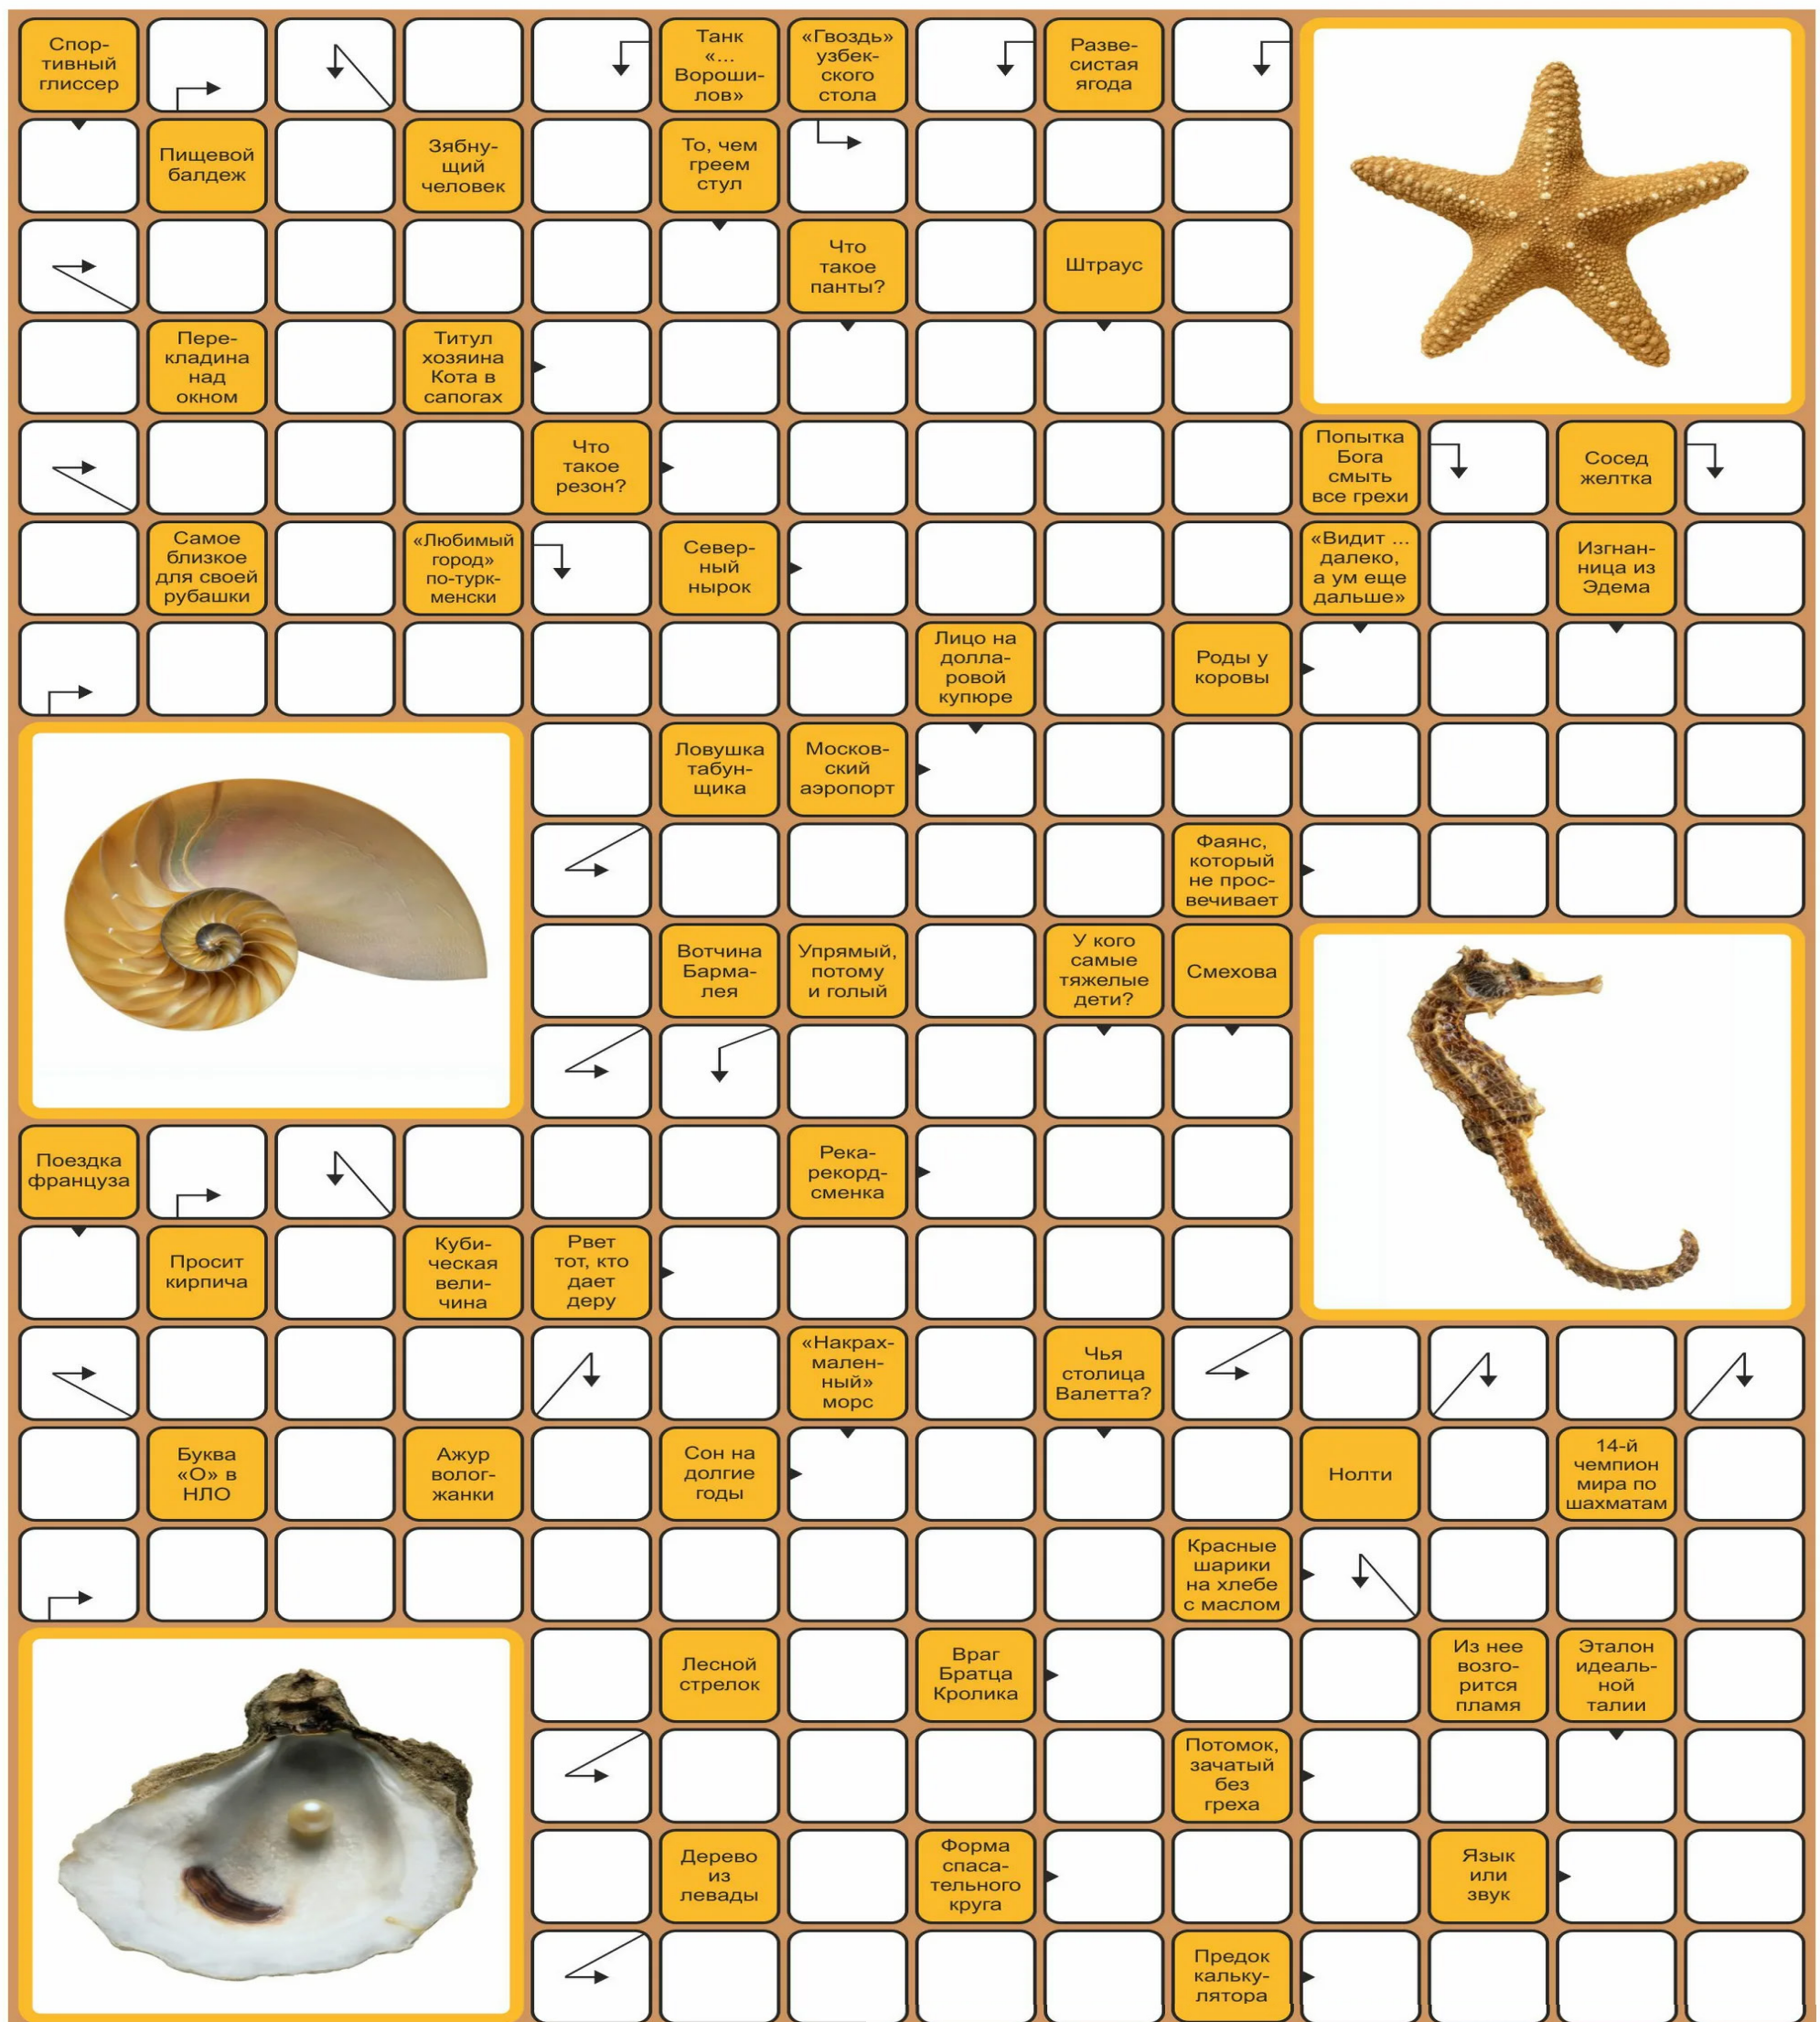 Спор-
тивный
глиссер
Танк
«...
Вороши-
лов»
«Гвоздь»
узбек-
ского
стола
Разве-
систая
ягода
Пищевой
балдеж
Зябну-
щий
человек
То, чем
греем
стул
Что
такое
панты?
Штраус
Пере-
кладина
над
окном
Титул
хозяина
Кота в
сапогах
Что
такое
резон?
Попытка
Бога
смыть
все грехи
Сосед
желтка
Самое
близкое
для своей
рубашки
«Любимый
город»
по-турк-
менски
Север-
ный
нырок
«Видит ...
далеко,
а ум еще
дальше»
Изгнан-
ница из
Эдема
Лицо на
долла-
ровой
купюре
Роды у
коровы
Ловушка
табун-
щика
Москов-
ский
аэропорт
Фаянс,
который
не прос-
вечивает
Вотчина
Барма-
лея
Упрямый,
потому
и голый
У кого
самые
тяжелые
дети?
Смехова
Поездка
француза
Река-
рекорд-
сменка
Просит
кирпича
Куби-
ческая
вели-
чина
Рвет
тот, кто
дает
деру
«Накрах-
мален-
ный»
морс
Чья
столица
Валетта?
Буква
«О» в
НЛО
Ажур
волог-
жанки
Сон на
долгие
годы
Нолти
14-й
чемпион
мира по
шахматам
Красные
шарики
на хлебе
с маслом
Лесной
стрелок
Враг
Братца
Кролика
Из нее
возго-
рится
пламя
Эталон
идеаль-
ной
талии
Потомок,
зачатый
без
греха
Дерево
из
левады
Форма
спаса-
тельного
круга
Язык
или
звук
Предок
кальку-
лятора